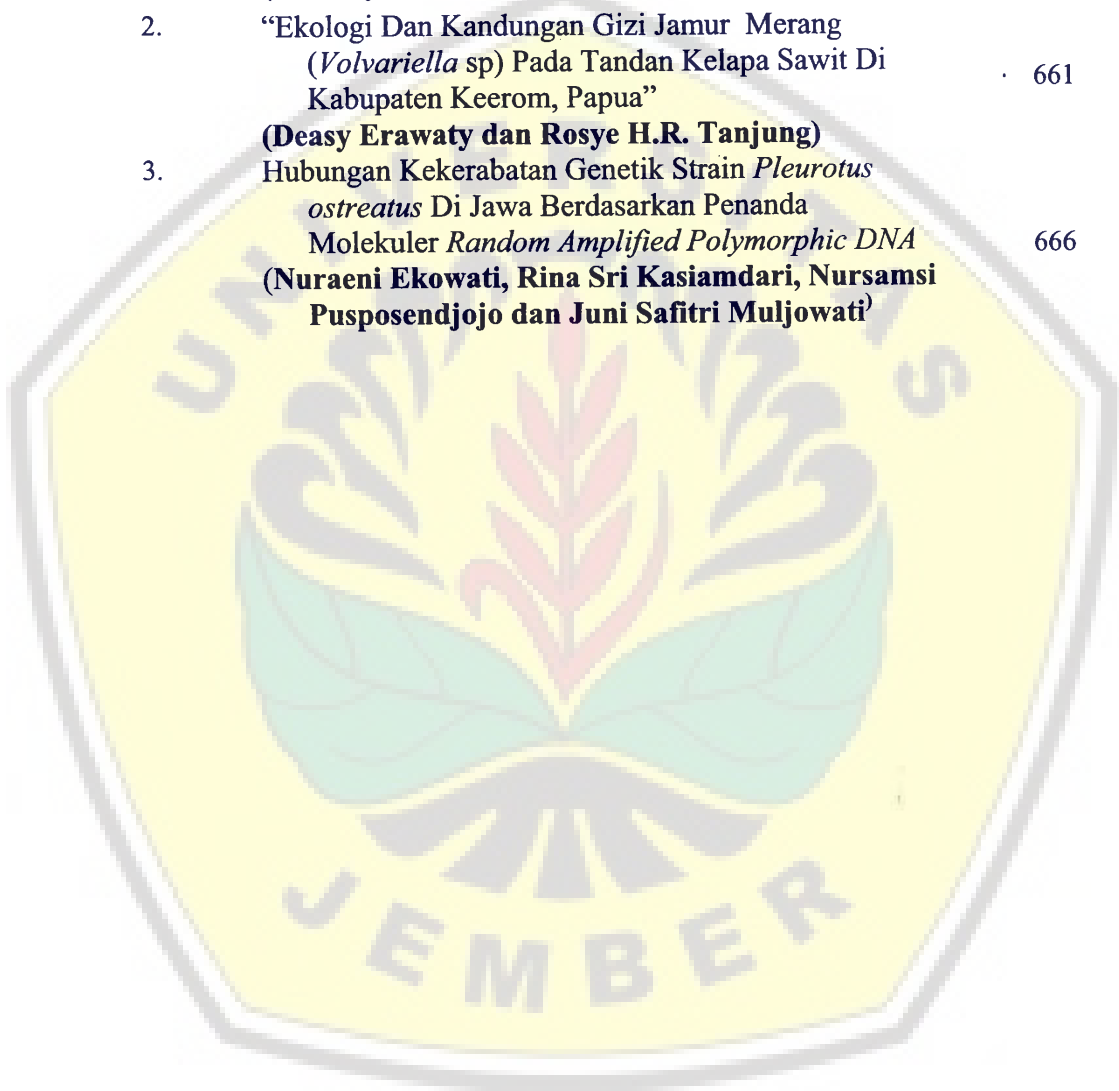 2. “Ekologi Dan Kandungan Gizi Jamur Merang
(Volvariella sp) Pada Tandan Kelapa Sawit Di 661
Kabupaten Keerom, Papua”
(Deasy Erawaty dan Rosye H.R. Tanjung)
3. Hubungan Kekerabatan Genetik Strain Pleurotus
ostreatus Di Jawa Berdasarkan Penanda
Molekuler Random Amplified Polymorphic DNA 666
(Nuraeni Ekowati, Rina Sri Kasiamdari, Nursamsi
Pusposendjojo dan Juni Safitri Muljowati)
UNIVERSITAS
JEMBER